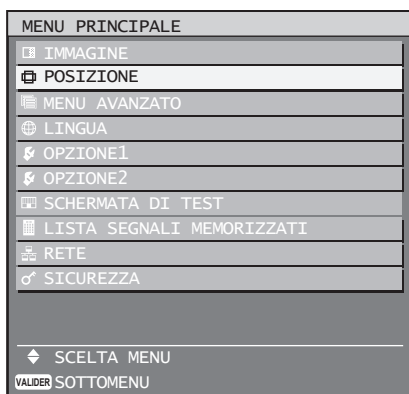 MENU PRINCIPALE
IMMAGINE
POSIZIONE
MENU AVANZATO
LINGUA
OPZIONE1
OPZIONE2
SCHERMATA DI TEST
LISTA SEGNALI MEMORIZZATI
RETE
SICUREZZA
SCELTA MENU
VALIDER SOTTOMENU